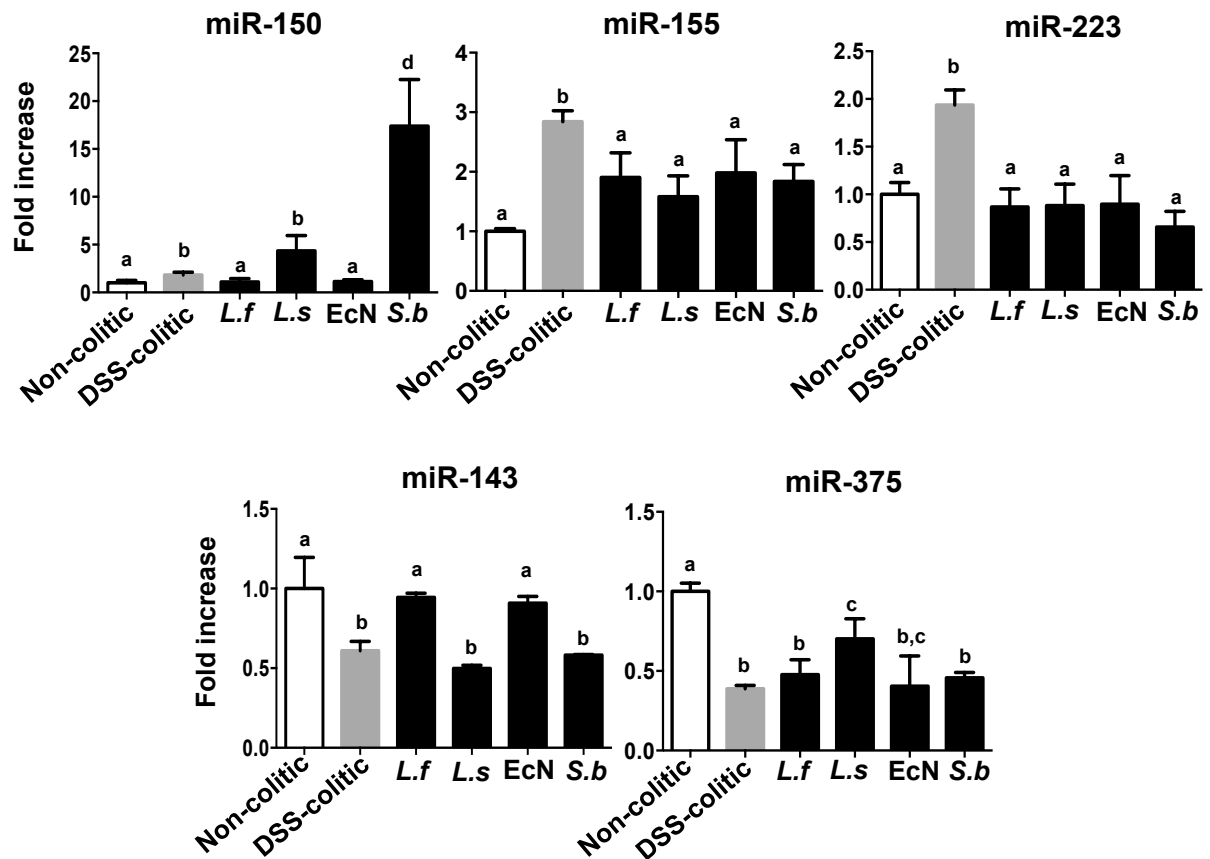 miR-150
Fold increase
25
20
15
10
5
0
a
b
a
b
a
d
Non-colitic
DSS-colitic
L.f
L.s
EcN
S.b
miR-155
4
3
2
1
0
a
b
a
a
a
a
Non-colitic
DSS-colitic
L.f
L.s
EcN
S.b
miR-223
2.5
2.0
1.5
1.0
0.5
0.0
a
b
a
a
a
a
Non-colitic
DSS-colitic
L.f
L.s
EcN
S.b
miR-143
Fold increase
1.5
1.0
0.5
0.0
a
b
a
b
a
b
Non-colitic
DSS-colitic
L.f
L.s
EcN
S.b
miR-375
1.5
1.0
0.5
0.0
a
b
b
c
b,c
b
Non-colitic
DSS-colitic
L.f
L.s
EcN
S.b